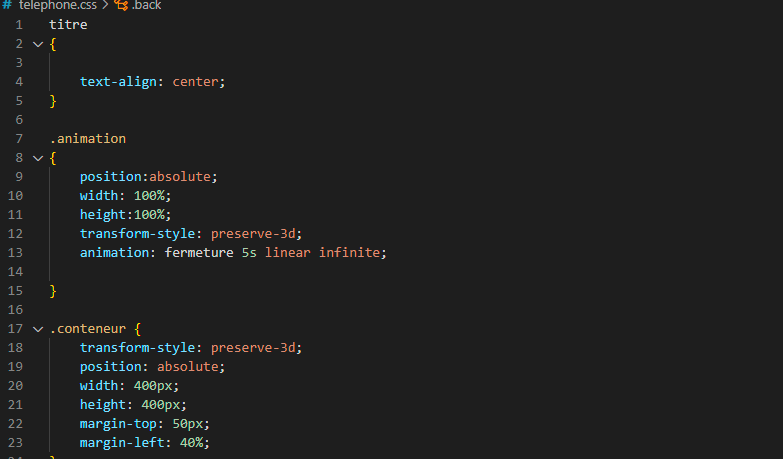 # telephone.css > .back
1 titre
2 {
3
4 text-align: center;
5 }
6
7 .animation
8 {
9 position:absolute;
10 width: 100%;
11 height:100%;
12 transform-style: preserve-3d;
13 animation: fermeture 5s linear infinite;
14
15 }
16
17 .conteneur {
18 transform-style: preserve-3d;
19 position: absolute;
20 width: 400px;
21 height: 400px;
22 margin-top: 50px;
23 margin-left: 40%;